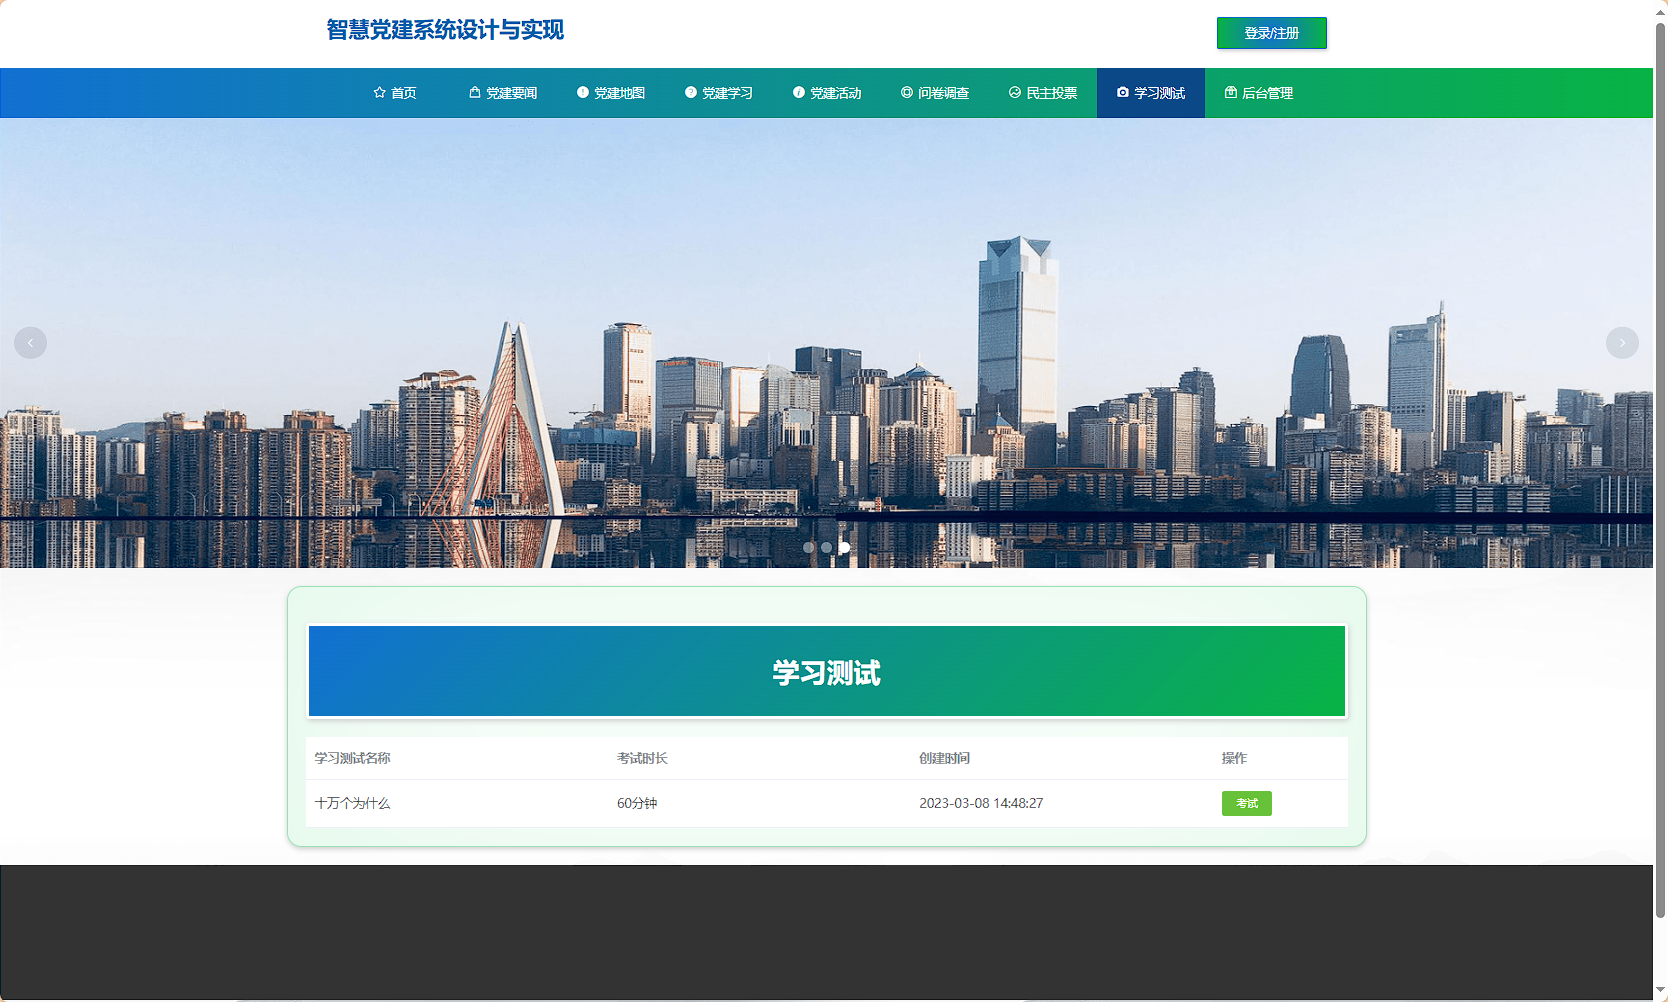 智慧党建系统设计与实现
登录/注册
首页 党建要闻 党建地图 党建学习 党建活动 问卷调查 民主投票 学习测试 后台管理
学习测试
学习测试名称 考试时长 创建时间 操作
十万个为什么 60分钟 2023-03-08 14:48:27 考试